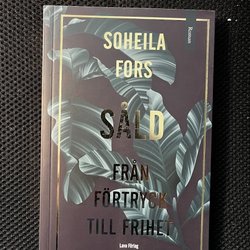 SOHEILA
FORS
Roman
SÅLD
FRÅN
FÖRTRYCK
TILL FRIHET
Lava Förlag